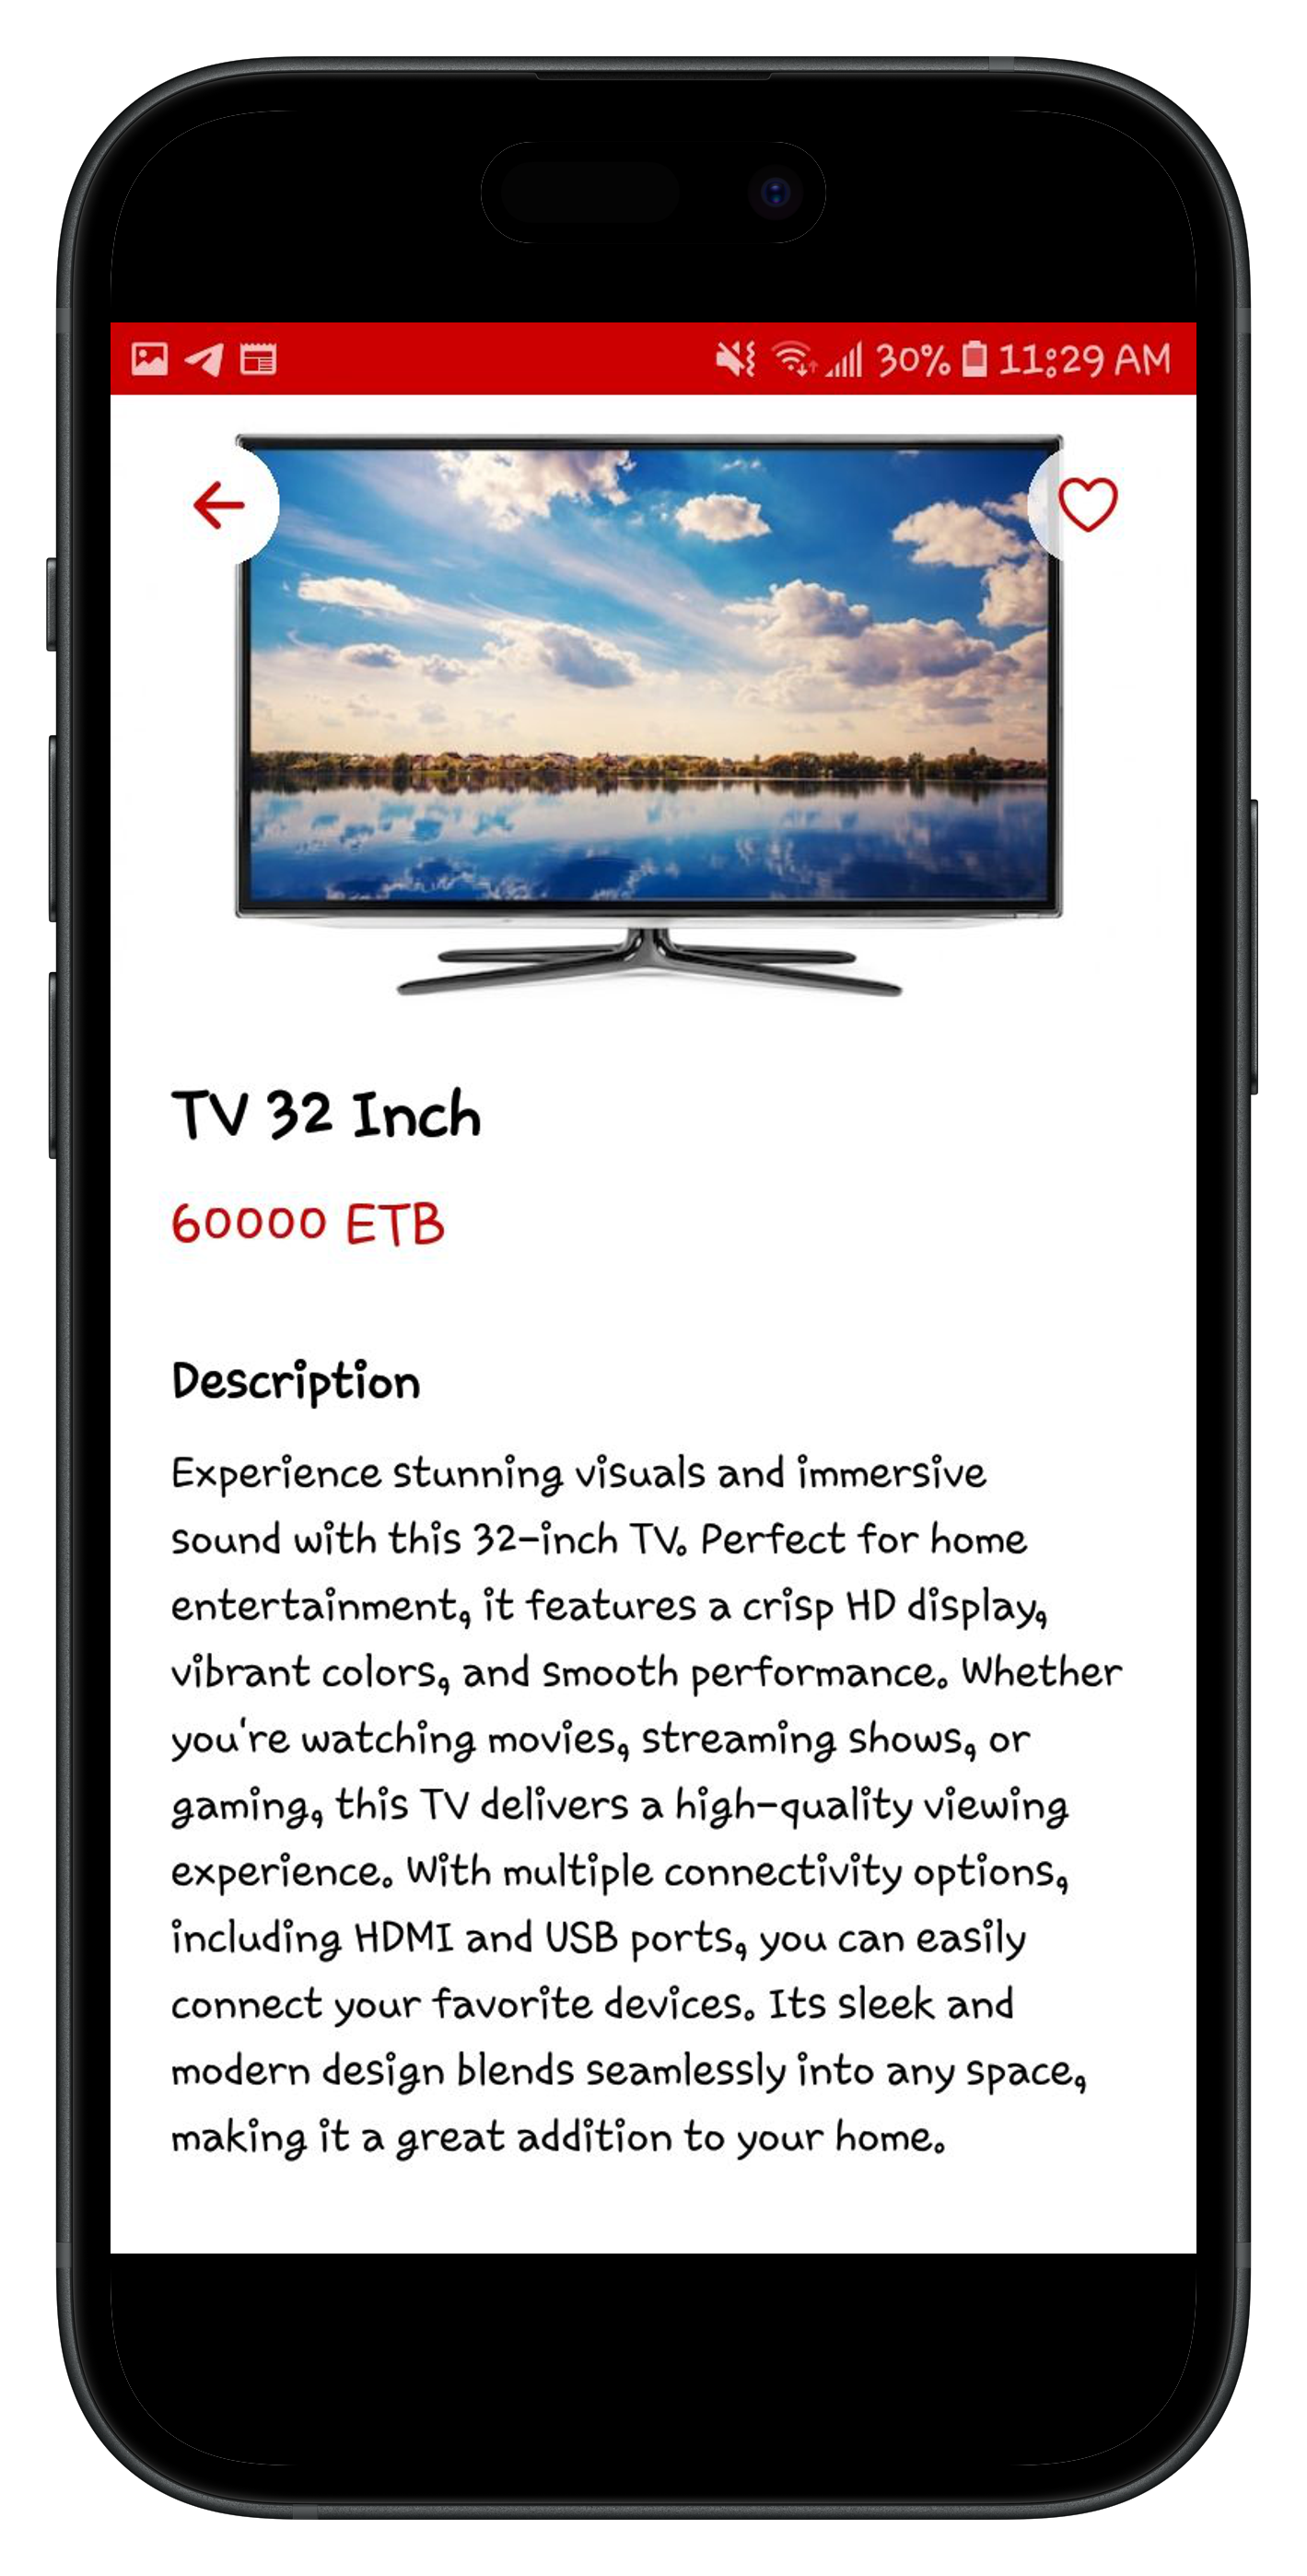 30% 11:29 AM
TV 32 Inch
60000 ETB
Description
Experience stunning visuals and immersive
sound with this 32-inch TV. Perfect for home
entertainment, it features a crisp HD display,
vibrant colors, and smooth performance. Whether
you're watching movies, streaming shows, or
gaming, this TV delivers a high-quality viewing
experience. With multiple connectivity options,
including HDMI and USB ports, you can easily
connect your favorite devices. Its sleek and
modern design blends seamlessly into any space,
making it a great addition to your home.